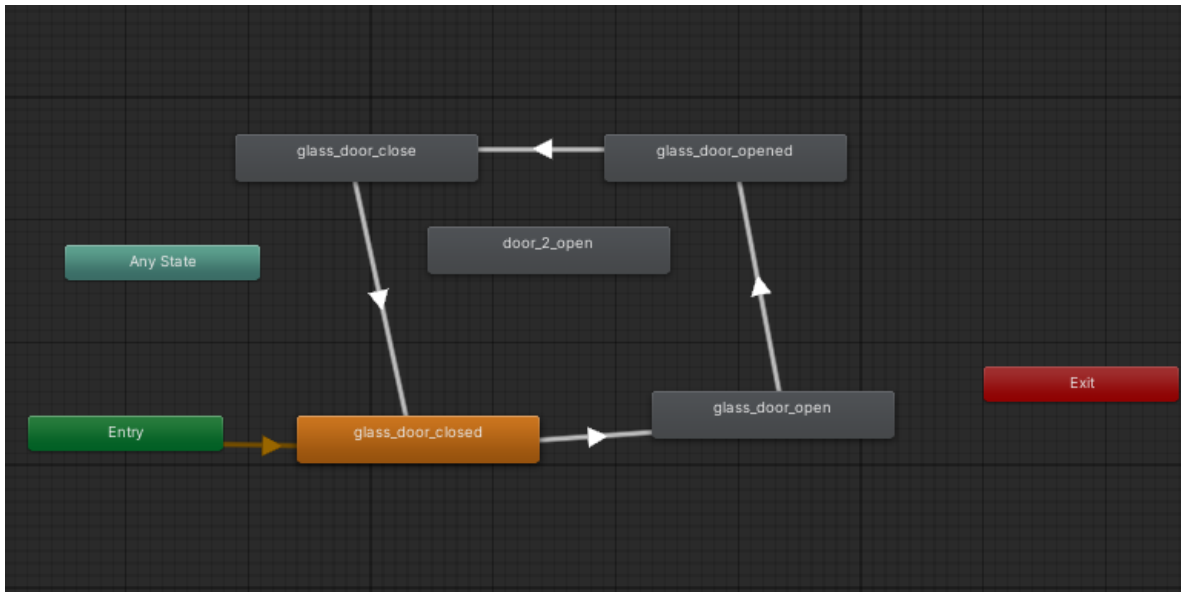 glass_door_close
glass_door_opened
door_2_open
Any State
Exit
glass_door_open
Entry
glass_door_closed